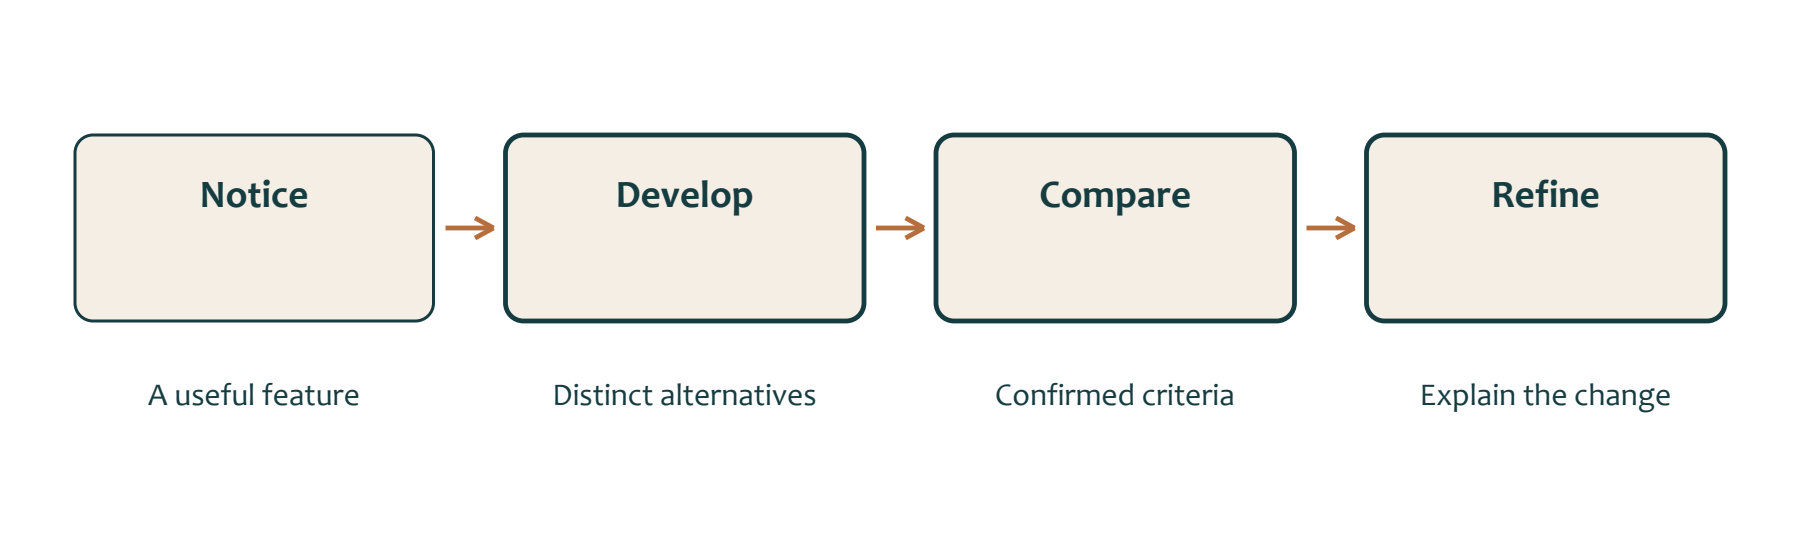 Notice
Develop
Compare
Refine
A useful feature
Distinct alternatives
Confirmed criteria
Explain the change